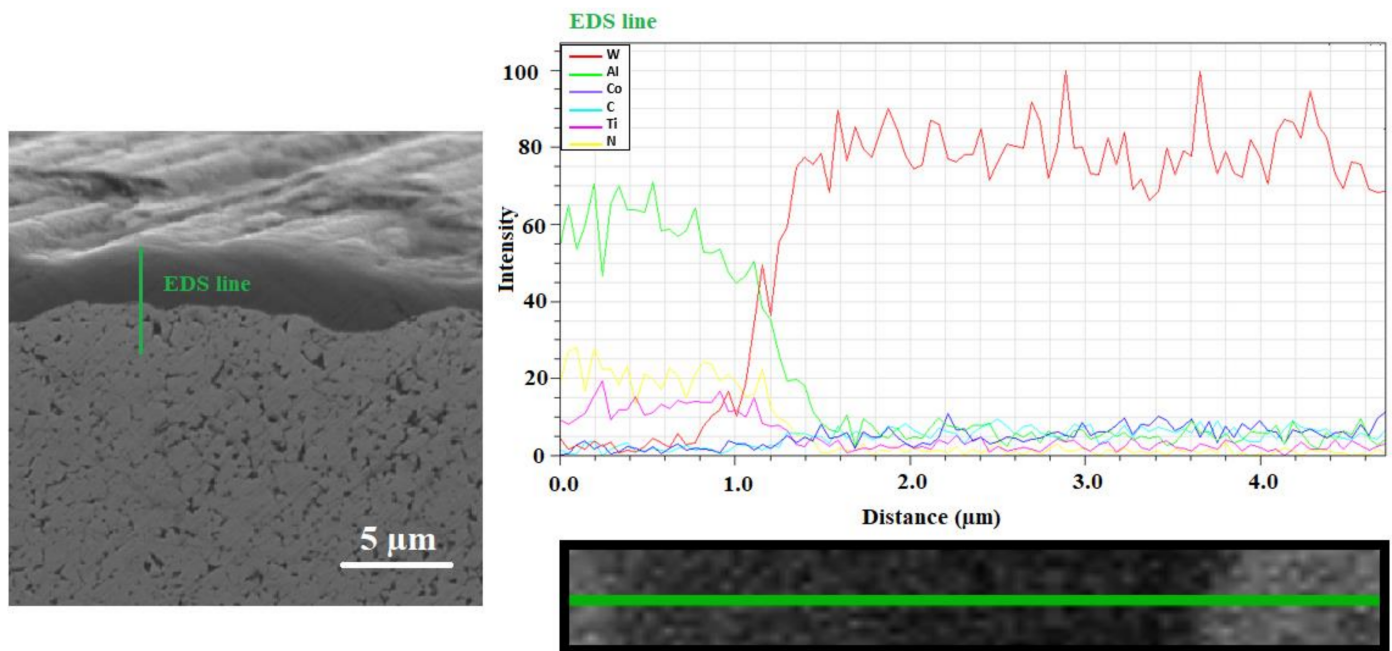 EDS line
5 μm
EDS line
W
Al
Co
C
Ti
N
100
80
60
40
20
0
Intensity
0.0 1.0 2.0 3.0 4.0
Distance (μm)